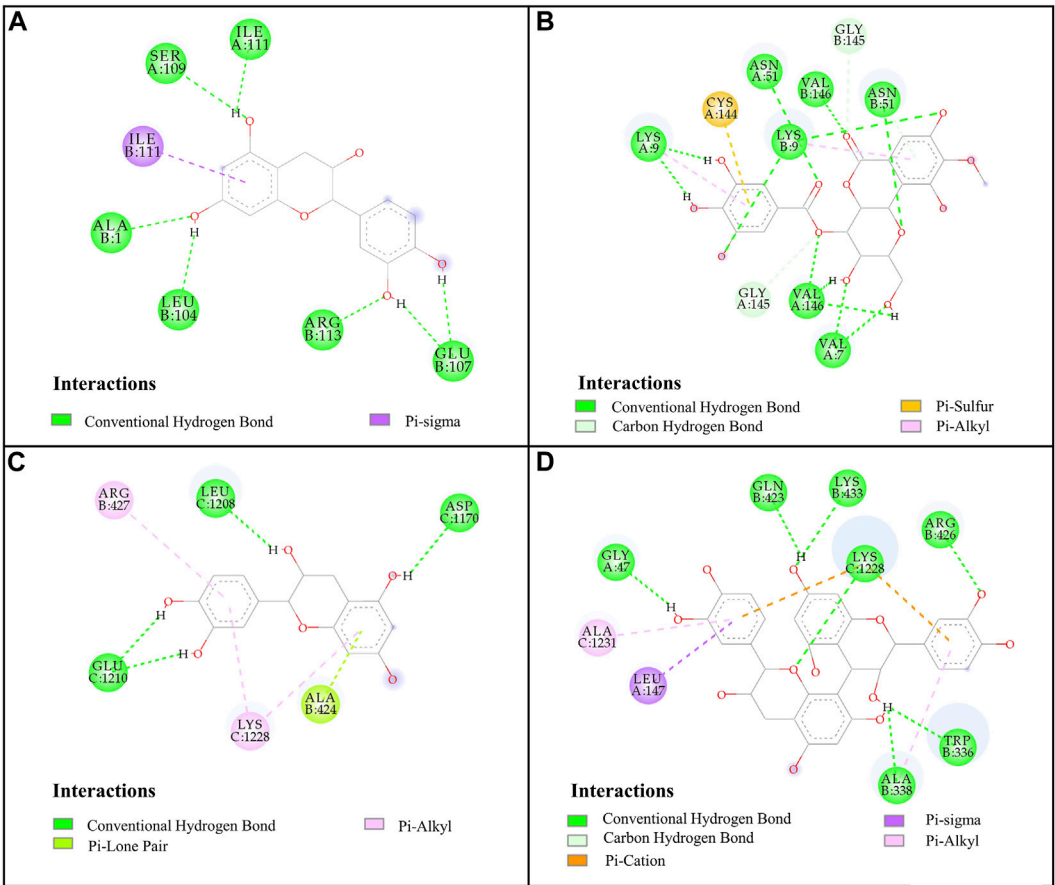 A
ILE
A:111
SER
A:109
H
O
O
ILE
B:111
O
O
H
ALA
B:1
O
H
LEU
B:104
O
H
ARG
B:113
GLU
B:107
Interactions
Conventional Hydrogen Bond
Pi-sigma
B
GLY
B:145
ASN
A:51
VAL
B:146
ASN
B:51
CYS
A:144
LYS
A:9
LYS
B:9
O
O
H
O
O
O
O
H
O
O
O
O
O
O
O
H
O
O
H
GLY
A:145
VAL
A:146
VAL
A:7
Interactions
Conventional Hydrogen Bond
Carbon Hydrogen Bond
Pi-Sulfur
Pi-Alkyl
C
ARG
B:427
LEU
C:1208
ASP
C:1170
H
O
O
H
O
H
O
H
O
O
GLU
C:1210
ALA
B:424
LYS
C:1228
Interactions
Conventional Hydrogen Bond
Pi-Lone Pair
Pi-Alkyl
D
GLN
B:423
LYS
B:433
ARG
B:426
GLY
A:47
LYS
C:1228
H
O
O
O
H
O
O
ALA
C:1231
LEU
A:147
O
O
O
O
H
O
O
TRP
B:336
ALA
B:338
Interactions
Conventional Hydrogen Bond
Carbon Hydrogen Bond
Pi-Cation
Pi-sigma
Pi-Alkyl